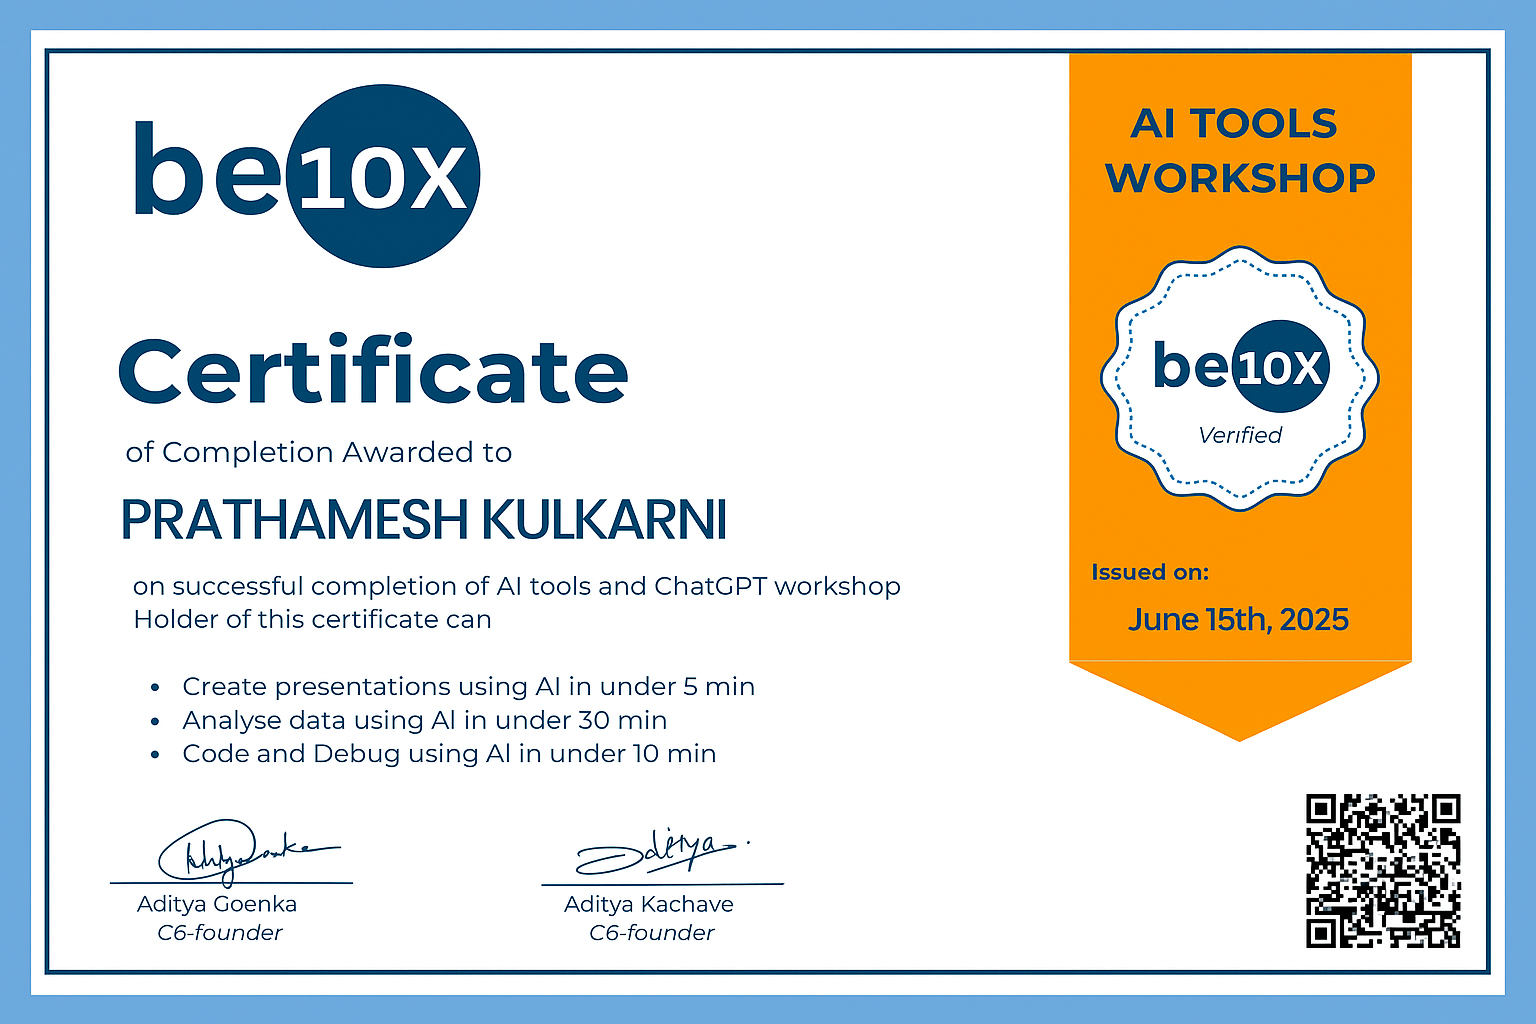 be10X
Certificate
of Completion Awarded to
PRATHAMESH KULKARNI
on successful completion of AI tools and ChatGPT workshop
Holder of this certificate can
• Create presentations using AI in under 5 min
• Analyse data using AI in under 30 min
• Code and Debug using AI in under 10 min
Aditya Goenka
C6-founder
Aditya
Aditya Kachave
C6-founder
AI TOOLS
WORKSHOP
be10X
Verified
Issued on:
June 15th, 2025